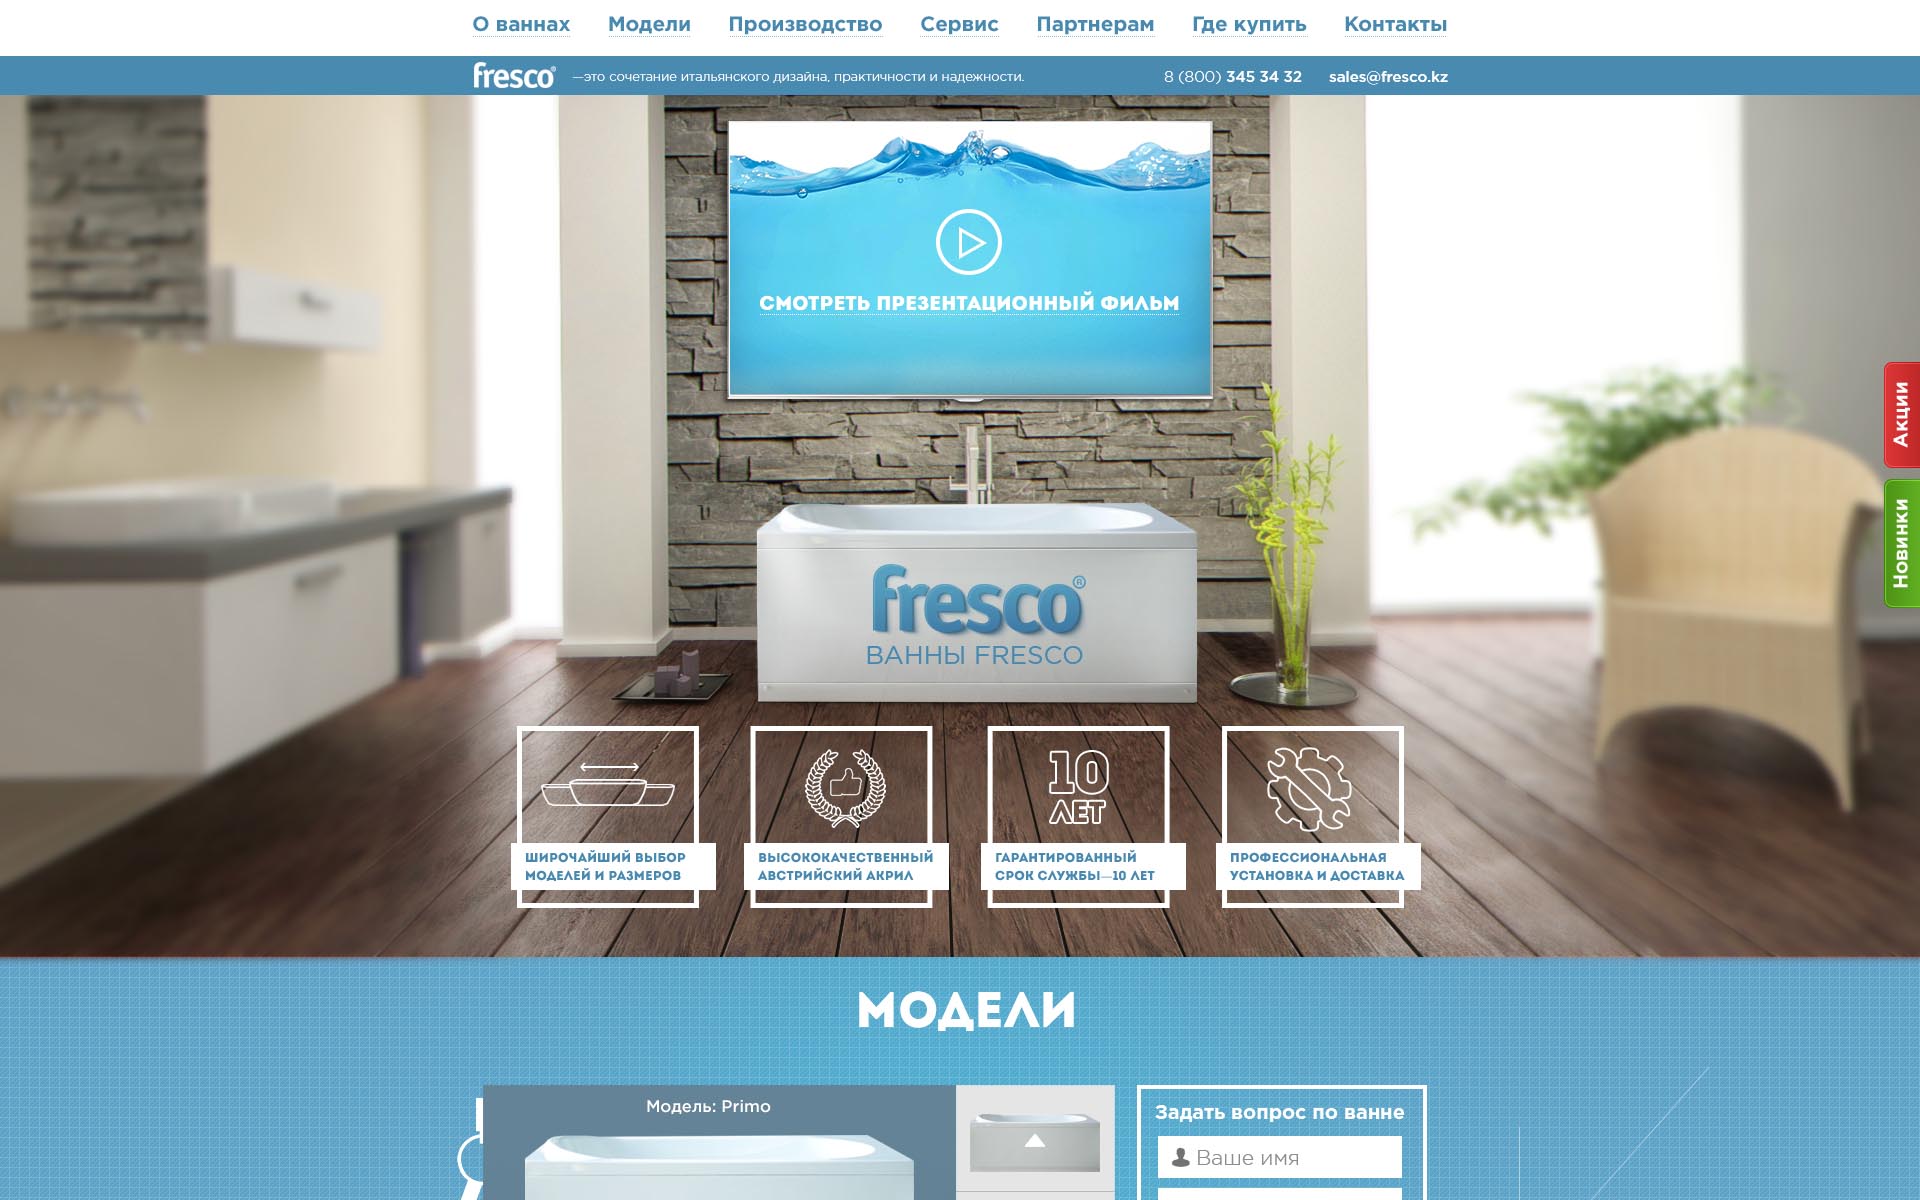 О ваннах Модели Производство Сервис Партнерам Где купить Контакты
fresco® —это сочетание итальянского дизайна, практичности и надежности. 8 (800) 345 34 32 sales@fresco.kz
СМОТРЕТЬ ПРЕЗЕНТАЦИОННЫЙ ФИЛЬМ
Акции
Новинки
fresco®
ВАННЫ FRESCO
10
ЛЕТ
ШИРОЧАЙШИЙ ВЫБОР
МОДЕЛЕЙ И РАЗМЕРОВ
ВЫСОКОКАЧЕСТВЕННЫЙ
АВСТРИЙСКИЙ АКРИЛ
ГАРАНТИРОВАННЫЙ
СРОК СЛУЖБЫ—10 ЛЕТ
ПРОФЕССИОНАЛЬНАЯ
УСТАНОВКА И ДОСТАВКА
МОДЕЛИ
Модель: Primo
Задать вопрос по ванне
Ваше имя